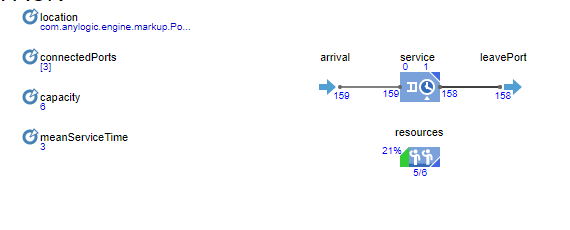 location
com.anylogic.engine.markup.Po...
connectedPorts
[3]
capacity
6
meanServiceTime
3
arrival
service
leavePort
0 1
159
159
158
158
resources
21%
5/6